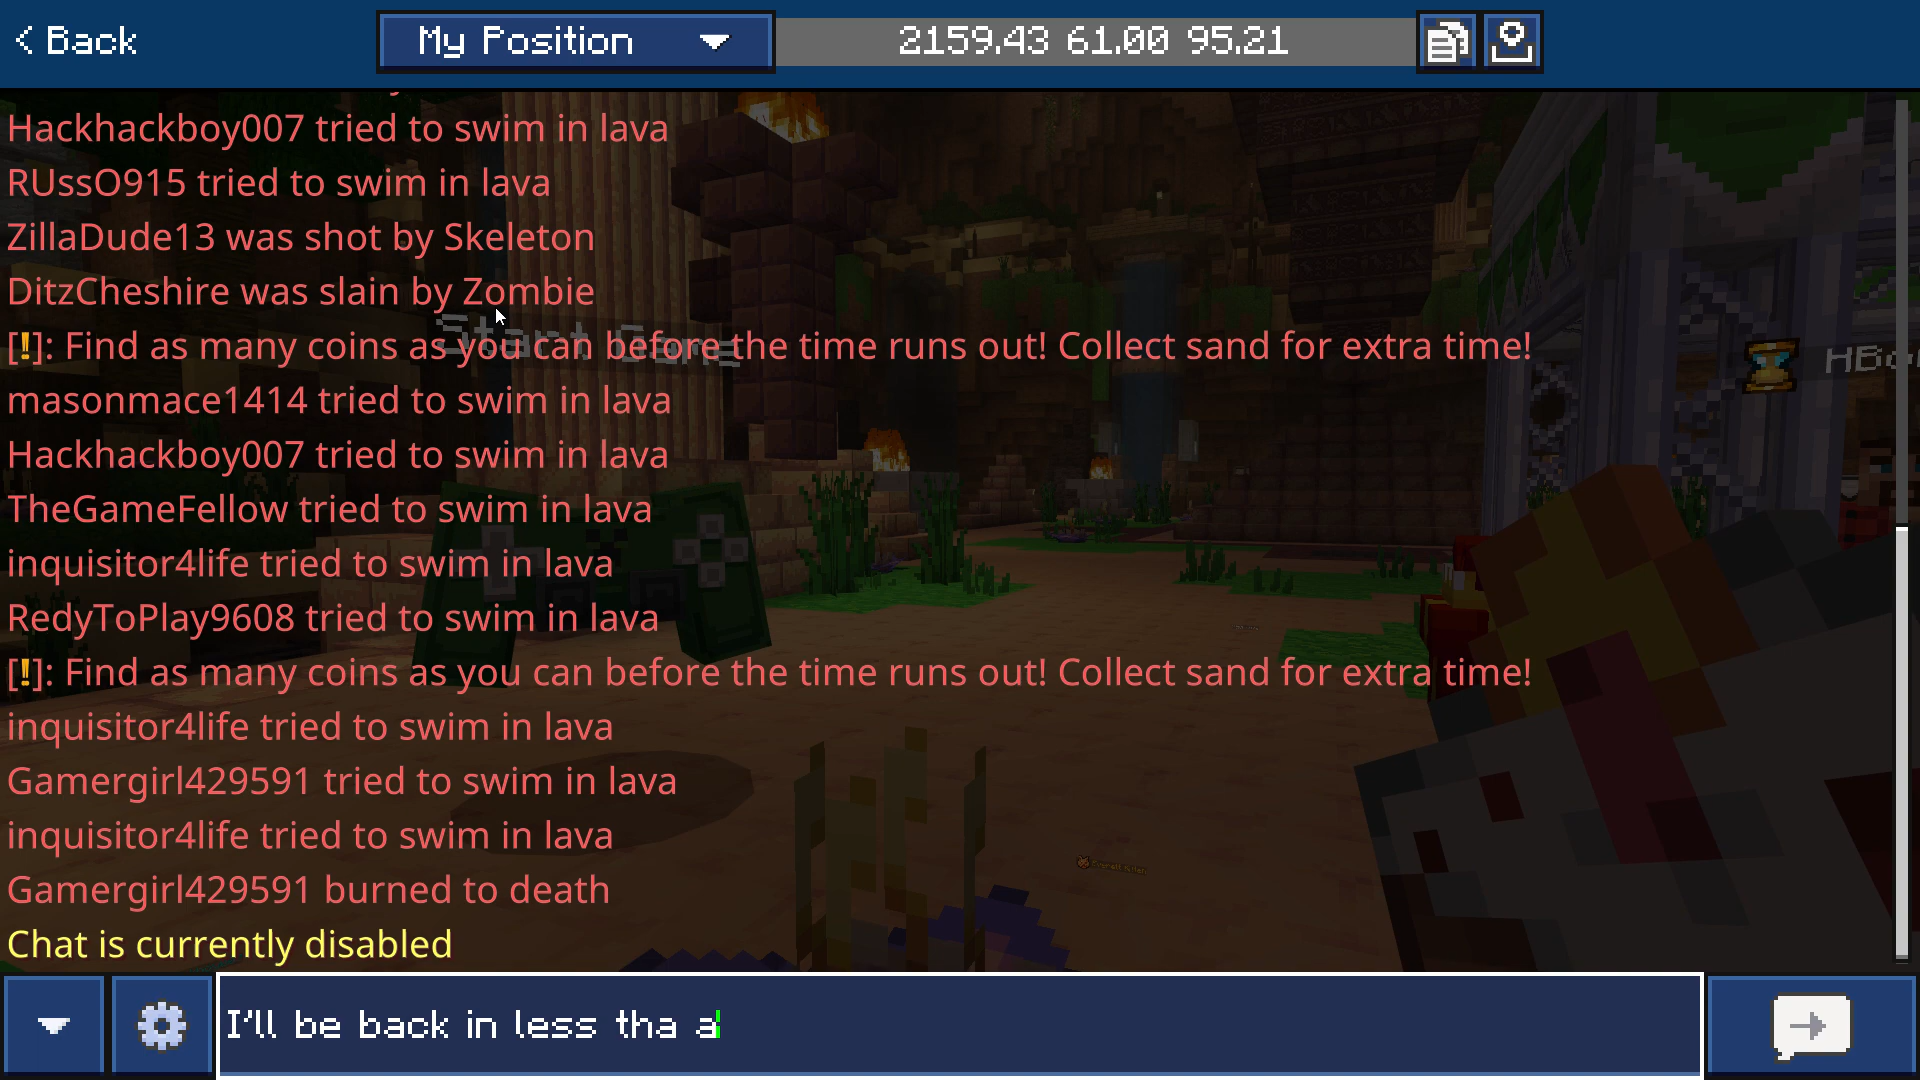 < Back
My Position
2159.43 61.00 95.21
Hackhackboy007 tried to swim in lava
RUssO915 tried to swim in lava
ZillaDude13 was shot by Skeleton
DitzCheshire was slain by Zombie
Start Game
[!]: Find as many coins as you can before the time runs out! Collect sand for extra time!
masonmace1414 tried to swim in lava
Hackhackboy007 tried to swim in lava
TheGameFellow tried to swim in lava
inquisitor4life tried to swim in lava
RedyToPlay9608 tried to swim in lava
[!]: Find as many coins as you can before the time runs out! Collect sand for extra time!
inquisitor4life tried to swim in lava
Gamergirl429591 tried to swim in lava
inquisitor4life tried to swim in lava
Gamergirl429591 burned to death
Chat is currently disabled
I'll be back in less tha a